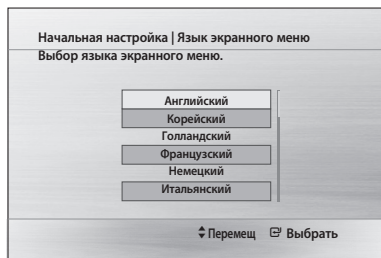 Начальная настройка | Язык экранного меню
Выбор языка экранного меню.
Английский
Корейский
Голландский
Французский
Немецкий
Итальянский
Перемещ Выбрать